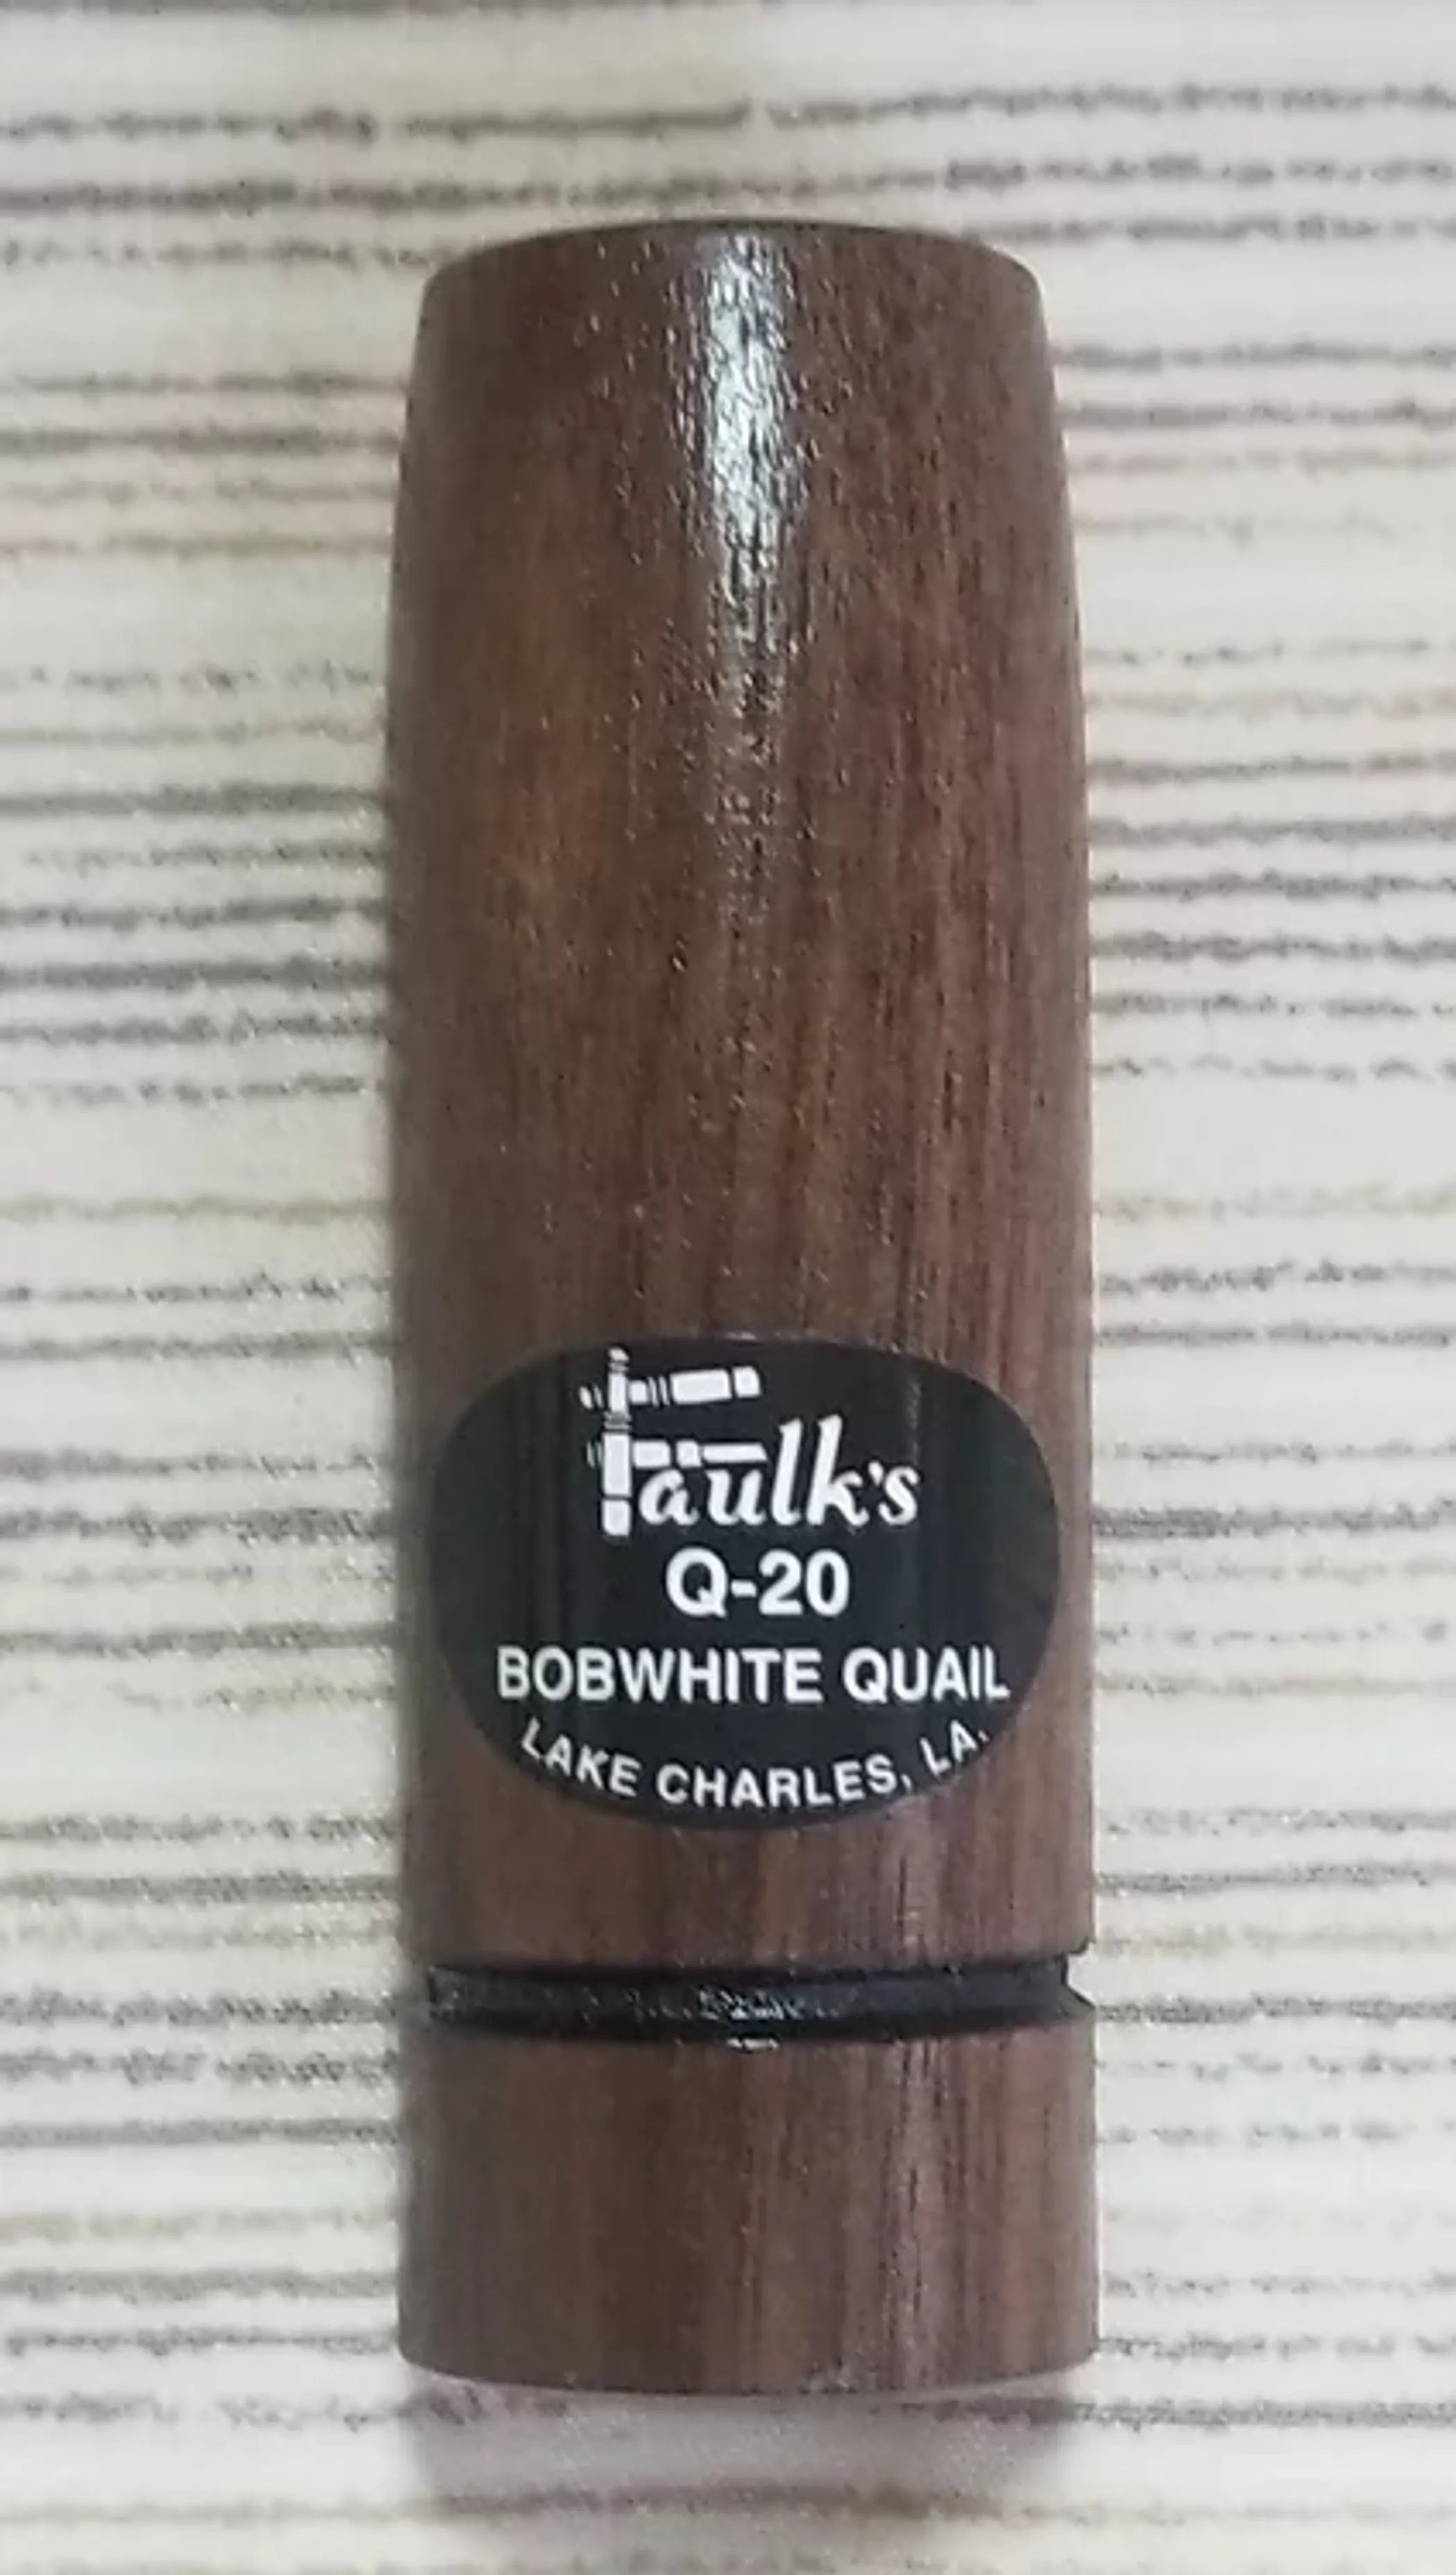 Faulk's
Q-20
BOBWHITE QUAIL
LAKE CHARLES, LA.